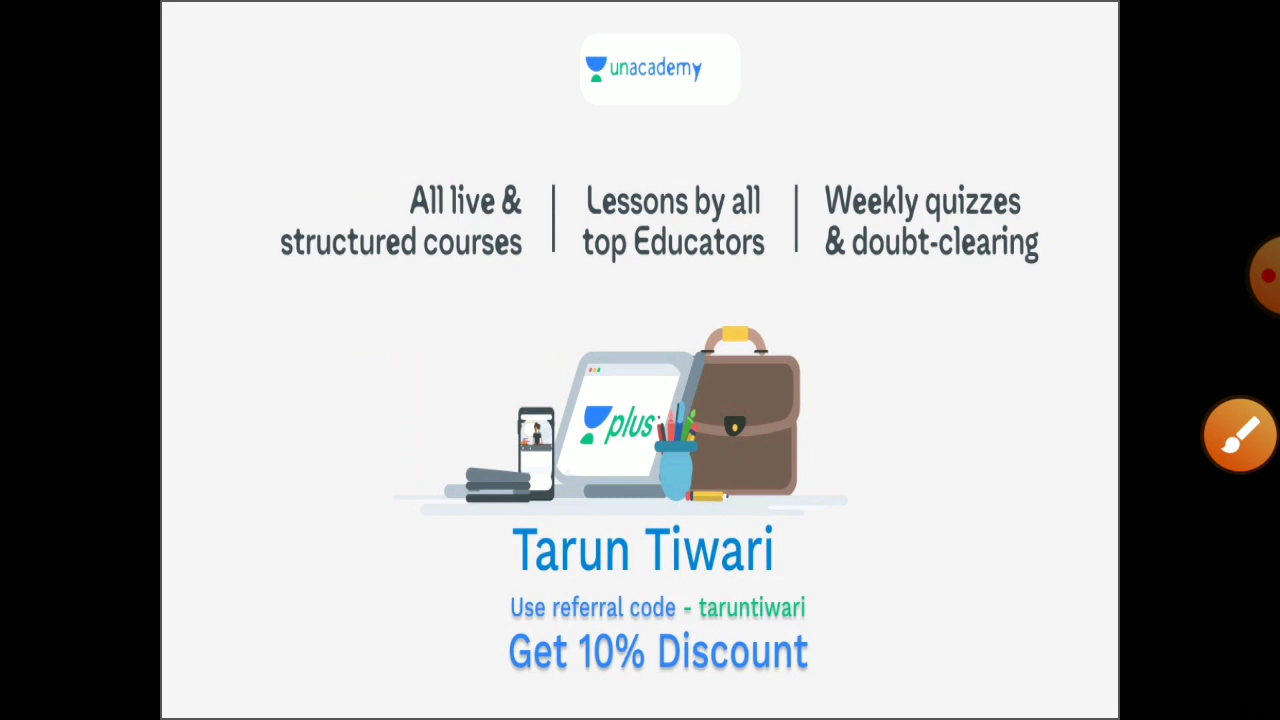 unacademy
All live &
structured courses
Lessons by all
top Educators
Weekly quizzes
& doubt-clearing
plus
Tarun Tiwari
Use referral code - taruntiwari
Get 10% Discount